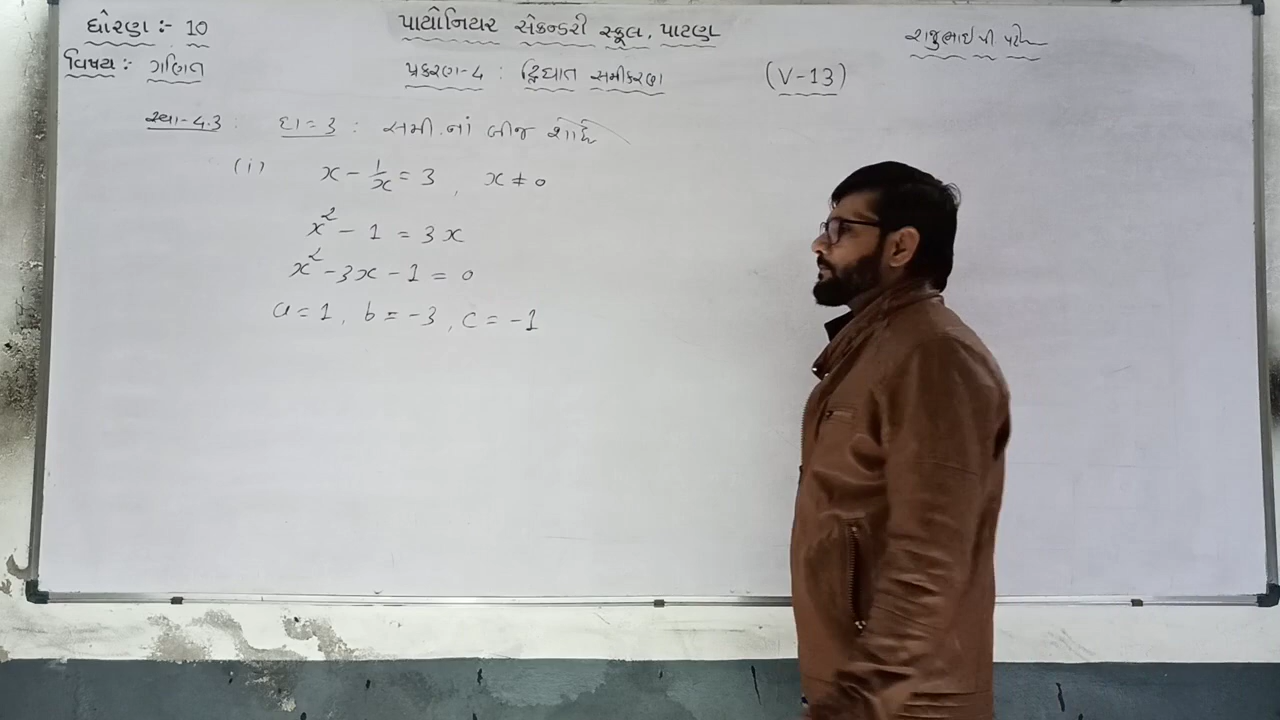 ધોરણ :- 10
પાયોનિયર સેકન્ડરી સ્કૂલ, પાટણ
રાજુભાઈ પી. પટેલ
વિષય : ગણિત
પ્રકરણ-4 : દ્વિઘાત સમીકરણ (V-13)
સ્વા-4.3 : દા=3 : સમી.નાં બીજ શોધો
(i) x - 1/x = 3, x ≠ 0
x² - 1 = 3x
x² - 3x - 1 = 0
a = 1, b = -3, c = -1